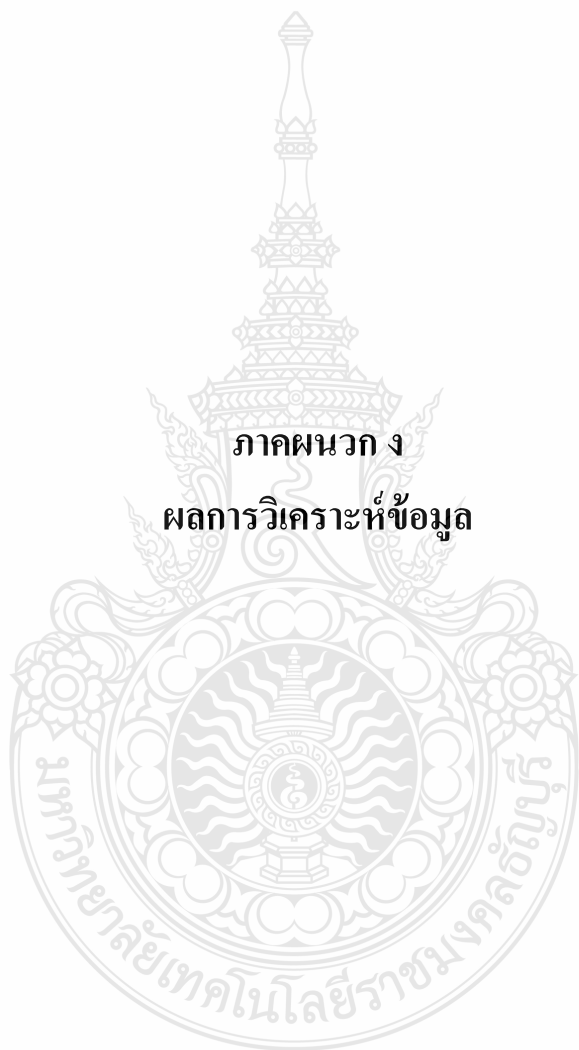 ภาคผนวก ง
ผลการวิเคราะห์ข้อมูล
มหาวิทยาลัยเทคโนโลยีราชมงคลธัญบุรี